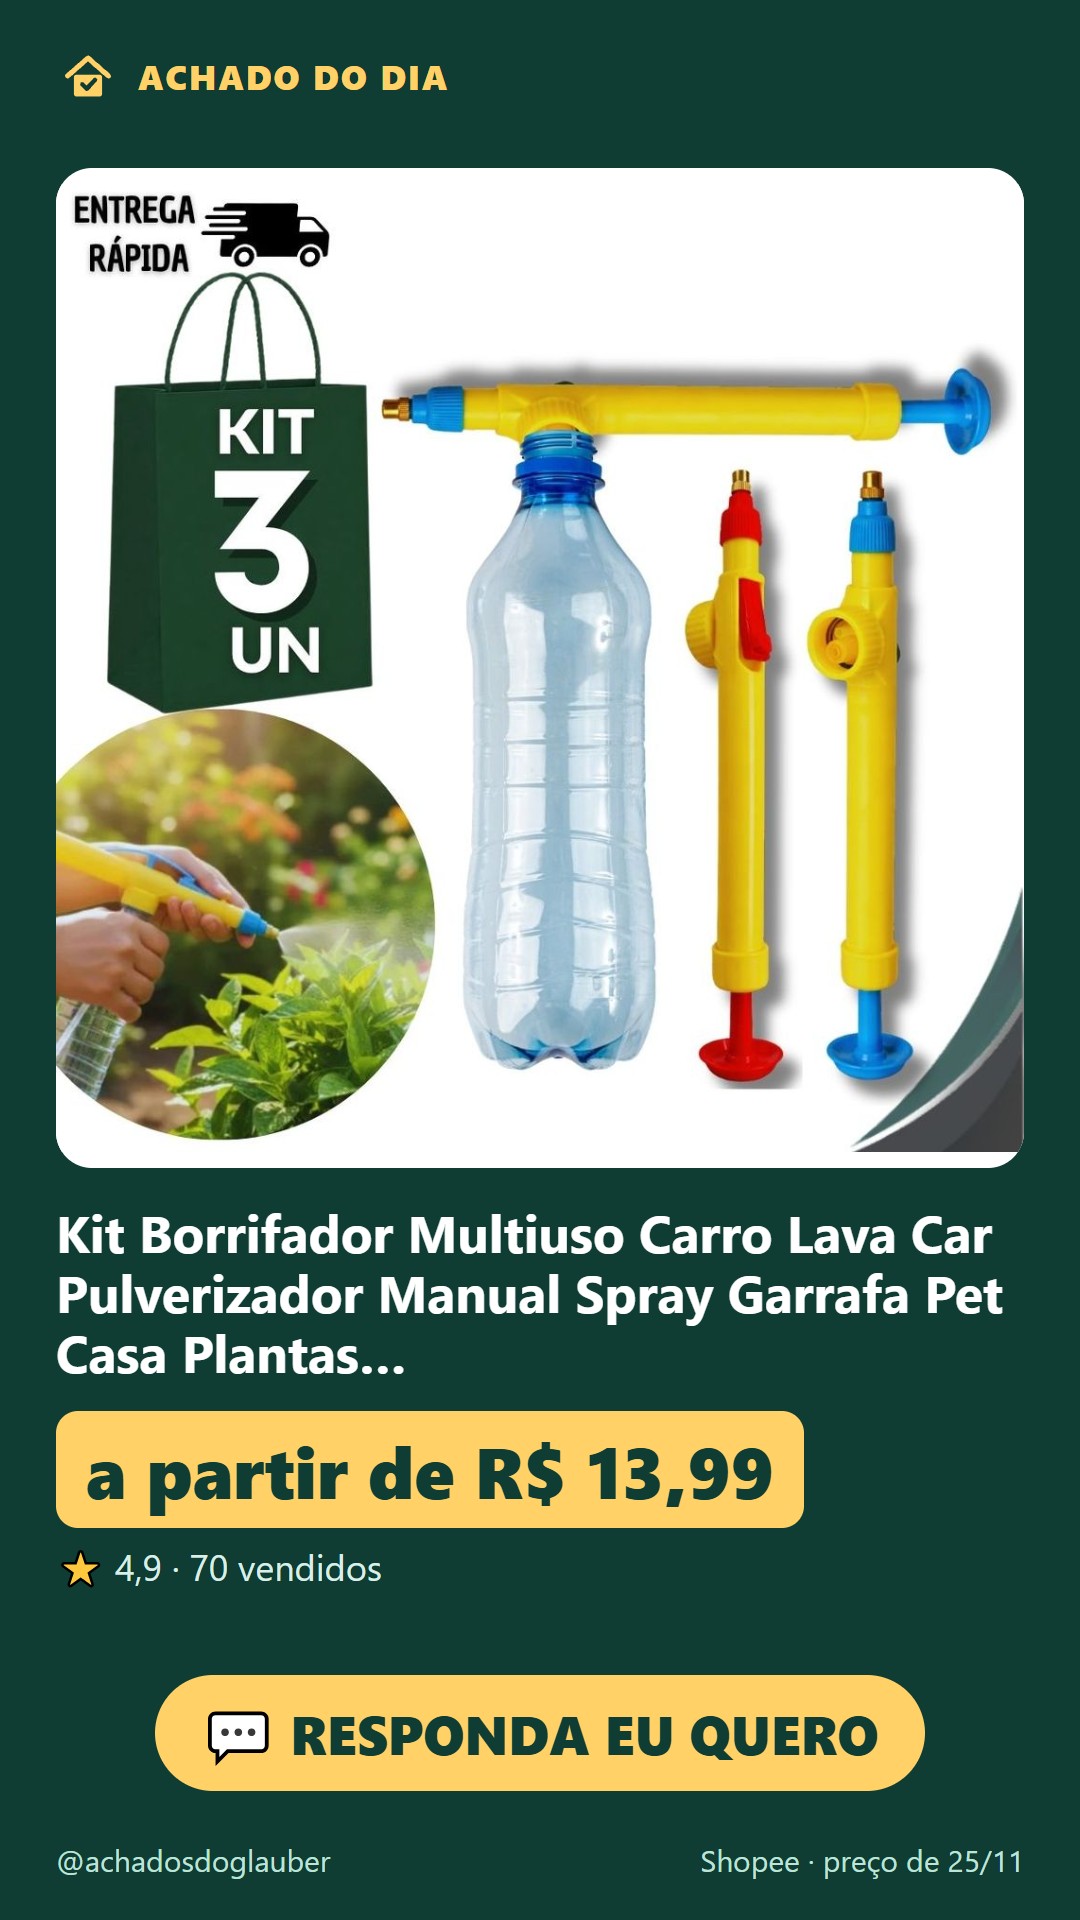 ACHADO DO DIA
ENTREGA
RÁPIDA
KIT
3
UN
Kit Borrifador Multiuso Carro Lava Car
Pulverizador Manual Spray Garrafa Pet
Casa Plantas...
a partir de R$ 13,99
4,9 · 70 vendidos
RESPONDA EU QUERO
@achadosdoglauber
Shopee · preço de 25/11